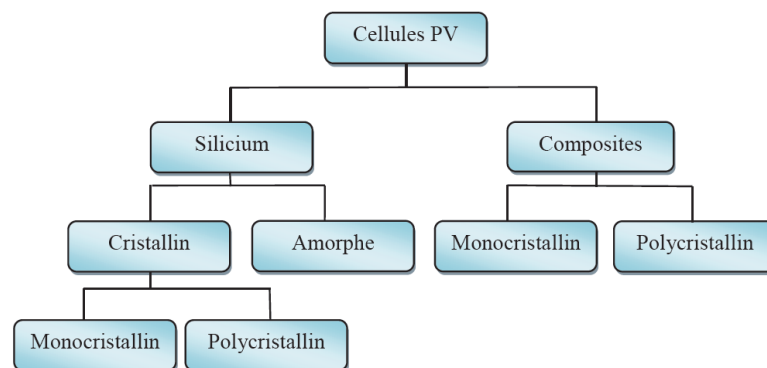 Cellules PV
Silicium
Composites
Cristallin
Amorphe
Monocristallin
Polycristallin
Monocristallin
Polycristallin